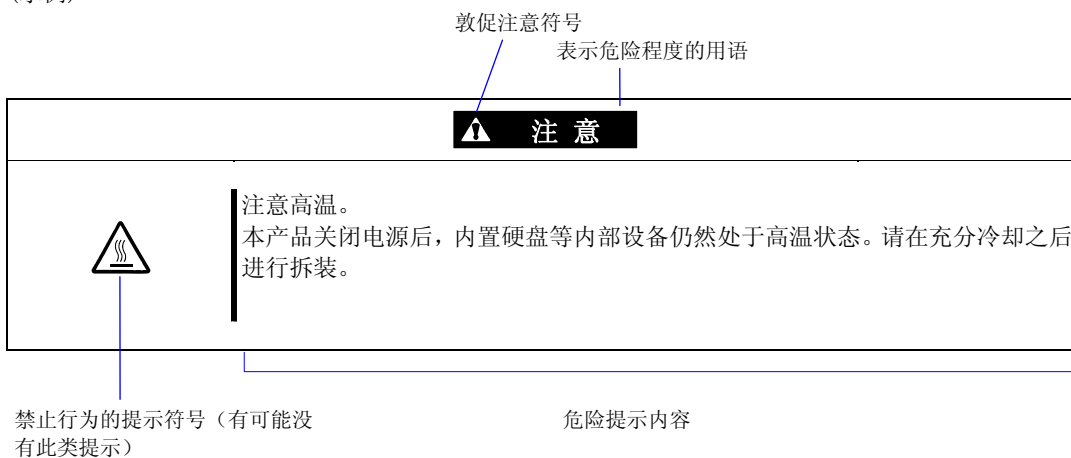 敦促注意符号
表示危险程度的用语
注 意
注意高温。
本产品关闭电源后，内置硬盘等内部设备仍然处于高温状态。请在充分冷却之后
进行拆装。
禁止行为的提示符号（有可能没
有此类提示）
危险提示内容